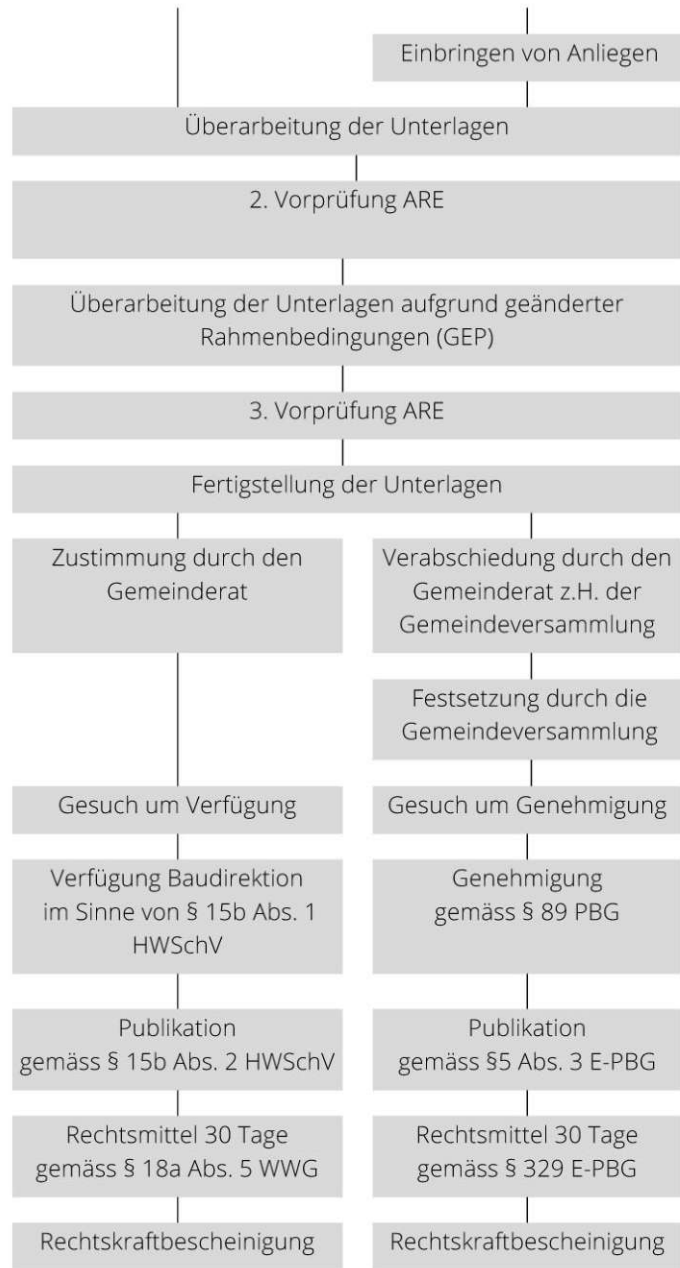 Einbringen von Anliegen
Überarbeitung der Unterlagen
2. Vorprüfung ARE
Überarbeitung der Unterlagen aufgrund geänderter
Rahmenbedingungen (GEP)
3. Vorprüfung ARE
Fertigstellung der Unterlagen
Zustimmung durch den
Gemeinderat
Verabschiedung durch den
Gemeinderat z.H. der
Gemeindeversammlung
Festsetzung durch die
Gemeindeversammlung
Gesuch um Verfügung
Gesuch um Genehmigung
Verfügung Baudirektion
im Sinne von § 15b Abs. 1
HWSchV
Genehmigung
gemäss § 89 PBG
Publikation
gemäss § 15b Abs. 2 HWSchV
Publikation
gemäss §5 Abs. 3 E-PBG
Rechtsmittel 30 Tage
gemäss § 18a Abs. 5 WWG
Rechtsmittel 30 Tage
gemäss § 329 E-PBG
Rechtskraftbescheinigung
Rechtskraftbescheinigung